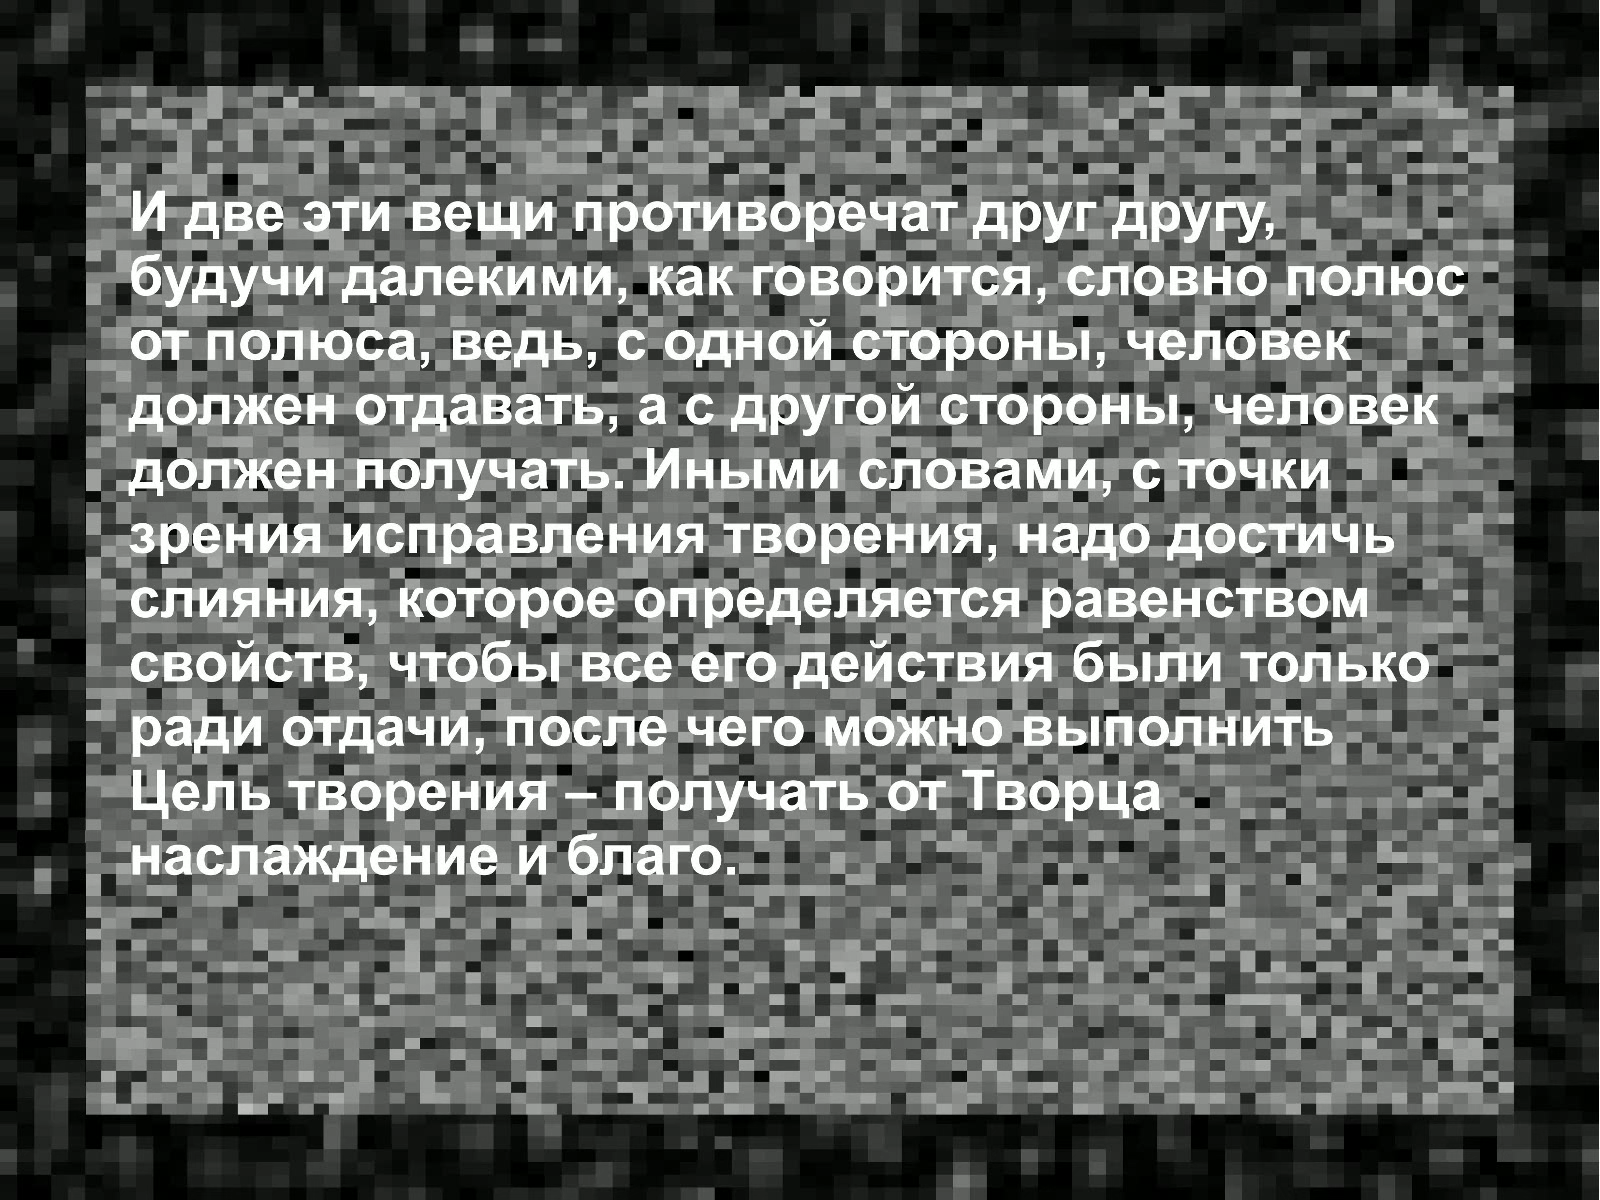 И две эти вещи противоречат друг другу,
будучи далекими, как говорится, словно полюс
от полюса, ведь, с одной стороны, человек
должен отдавать, а с другой стороны, человек
должен получать. Иными словами, с точки
зрения исправления творения, надо достичь
слияния, которое определяется равенством
свойств, чтобы все его действия были только
ради отдачи, после чего можно выполнить
Цель творения – получать от Творца
наслаждение и благо.